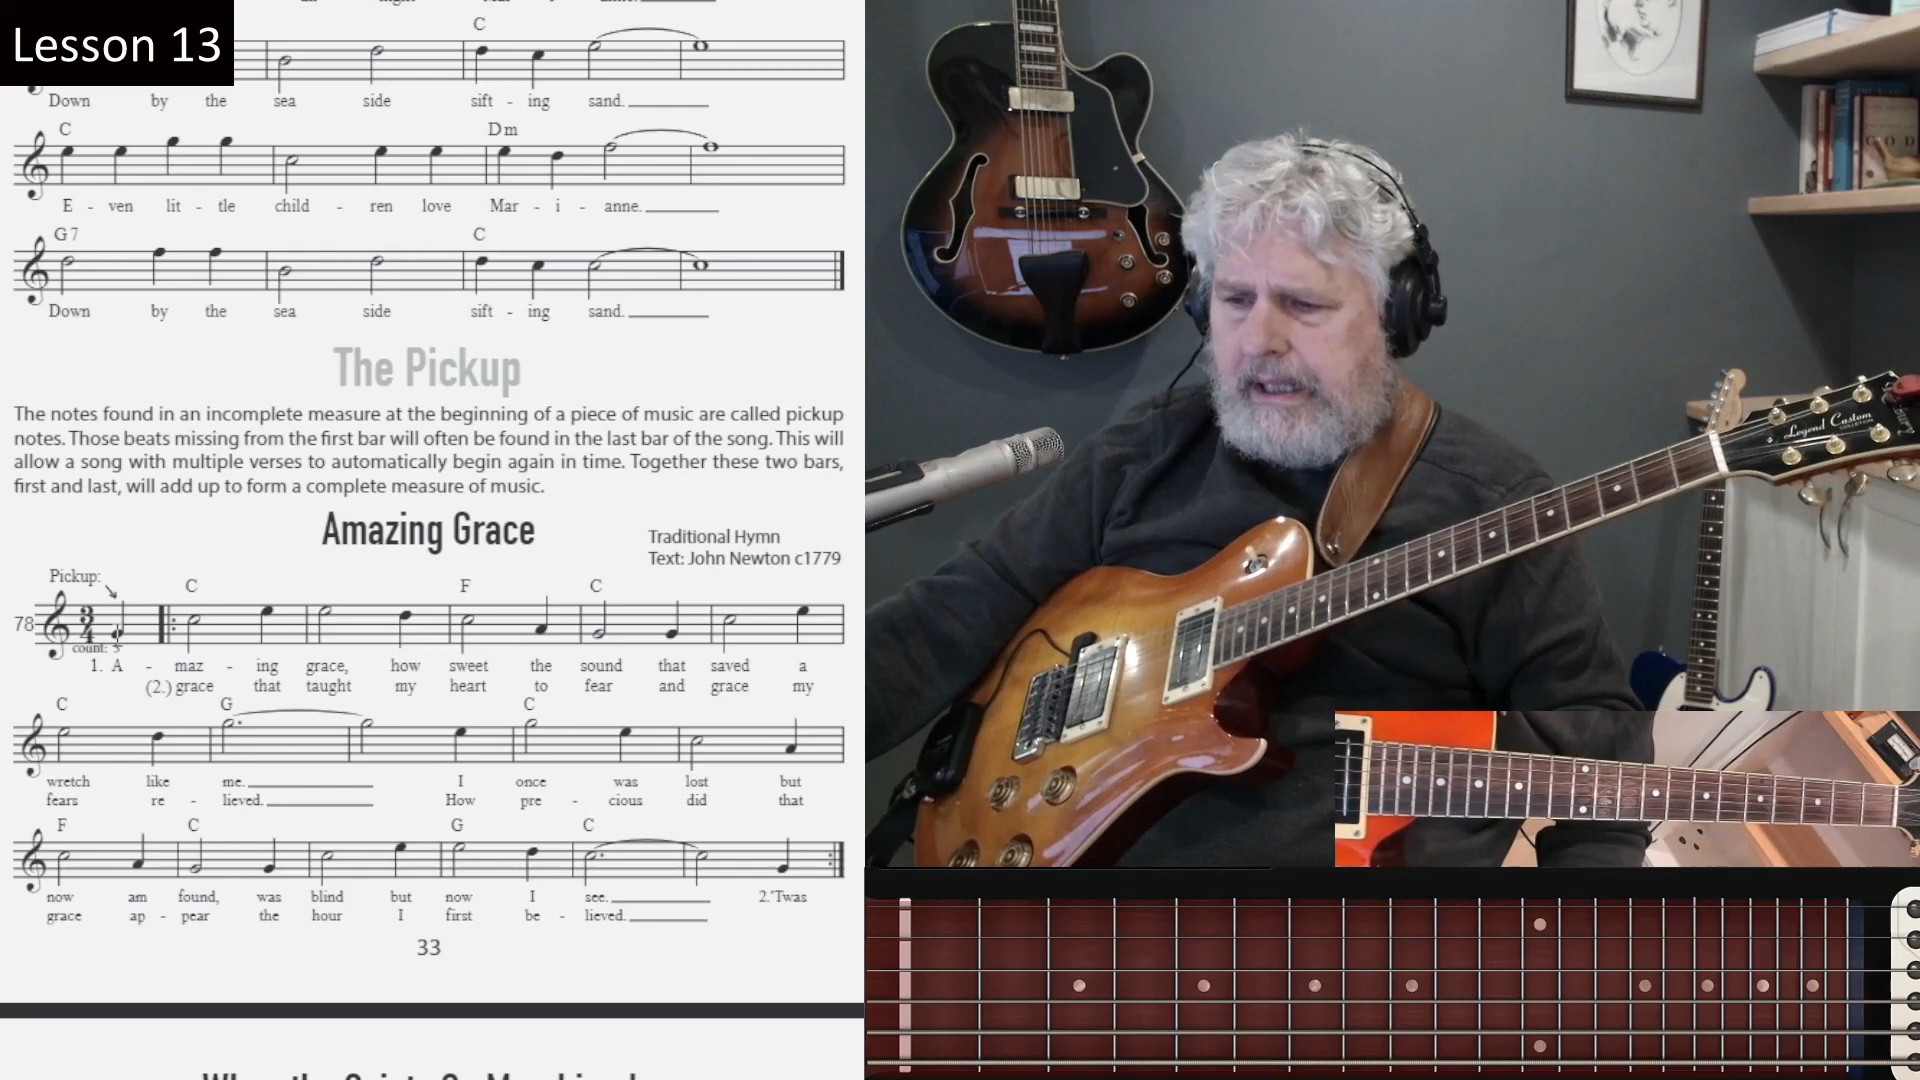 Lesson 13
C
Down by the sea side sift - ing sand.
C Dm
E - ven lit - tle child - ren love Mar - i - anne.
G7 C
Down by the sea side sift - ing sand.
The Pickup
The notes found in an incomplete measure at the beginning of a piece of music are called pickup
notes. Those beats missing from the first bar will often be found in the last bar of the song. This will
allow a song with multiple verses to automatically begin again in time. Together these two bars,
first and last, will add up to form a complete measure of music.
Amazing Grace
Traditional Hymn
Text: John Newton c1779
Pickup:
C F C
78
3
4
count: 3
1. A - maz - ing grace, how sweet the sound that saved a
(2.) grace that taught my heart to fear and grace my
C G C
wretch like me. I once was lost but
fears re - lieved. How pre - cious did that
F C G C
now am found, was blind but now I see. 2.'Twas
grace ap - pear the hour I first be - lieved.
33
Legend Custom